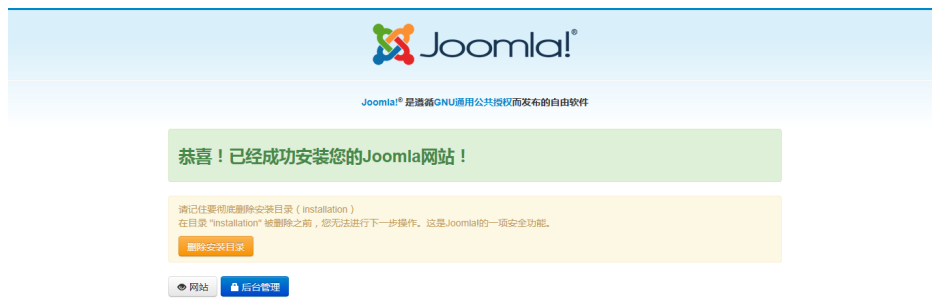 Joomla!®
Joomla!® 是遵循GNU通用公共授权而发布的自由软件
恭喜！已经成功安装您的Joomla网站！
请记住要彻底删除安装目录（installation）
在目录 "installation" 被删除之前，您无法进行下一步操作。这是Joomla!的一项安全功能。
删除安装目录
网站
后台管理